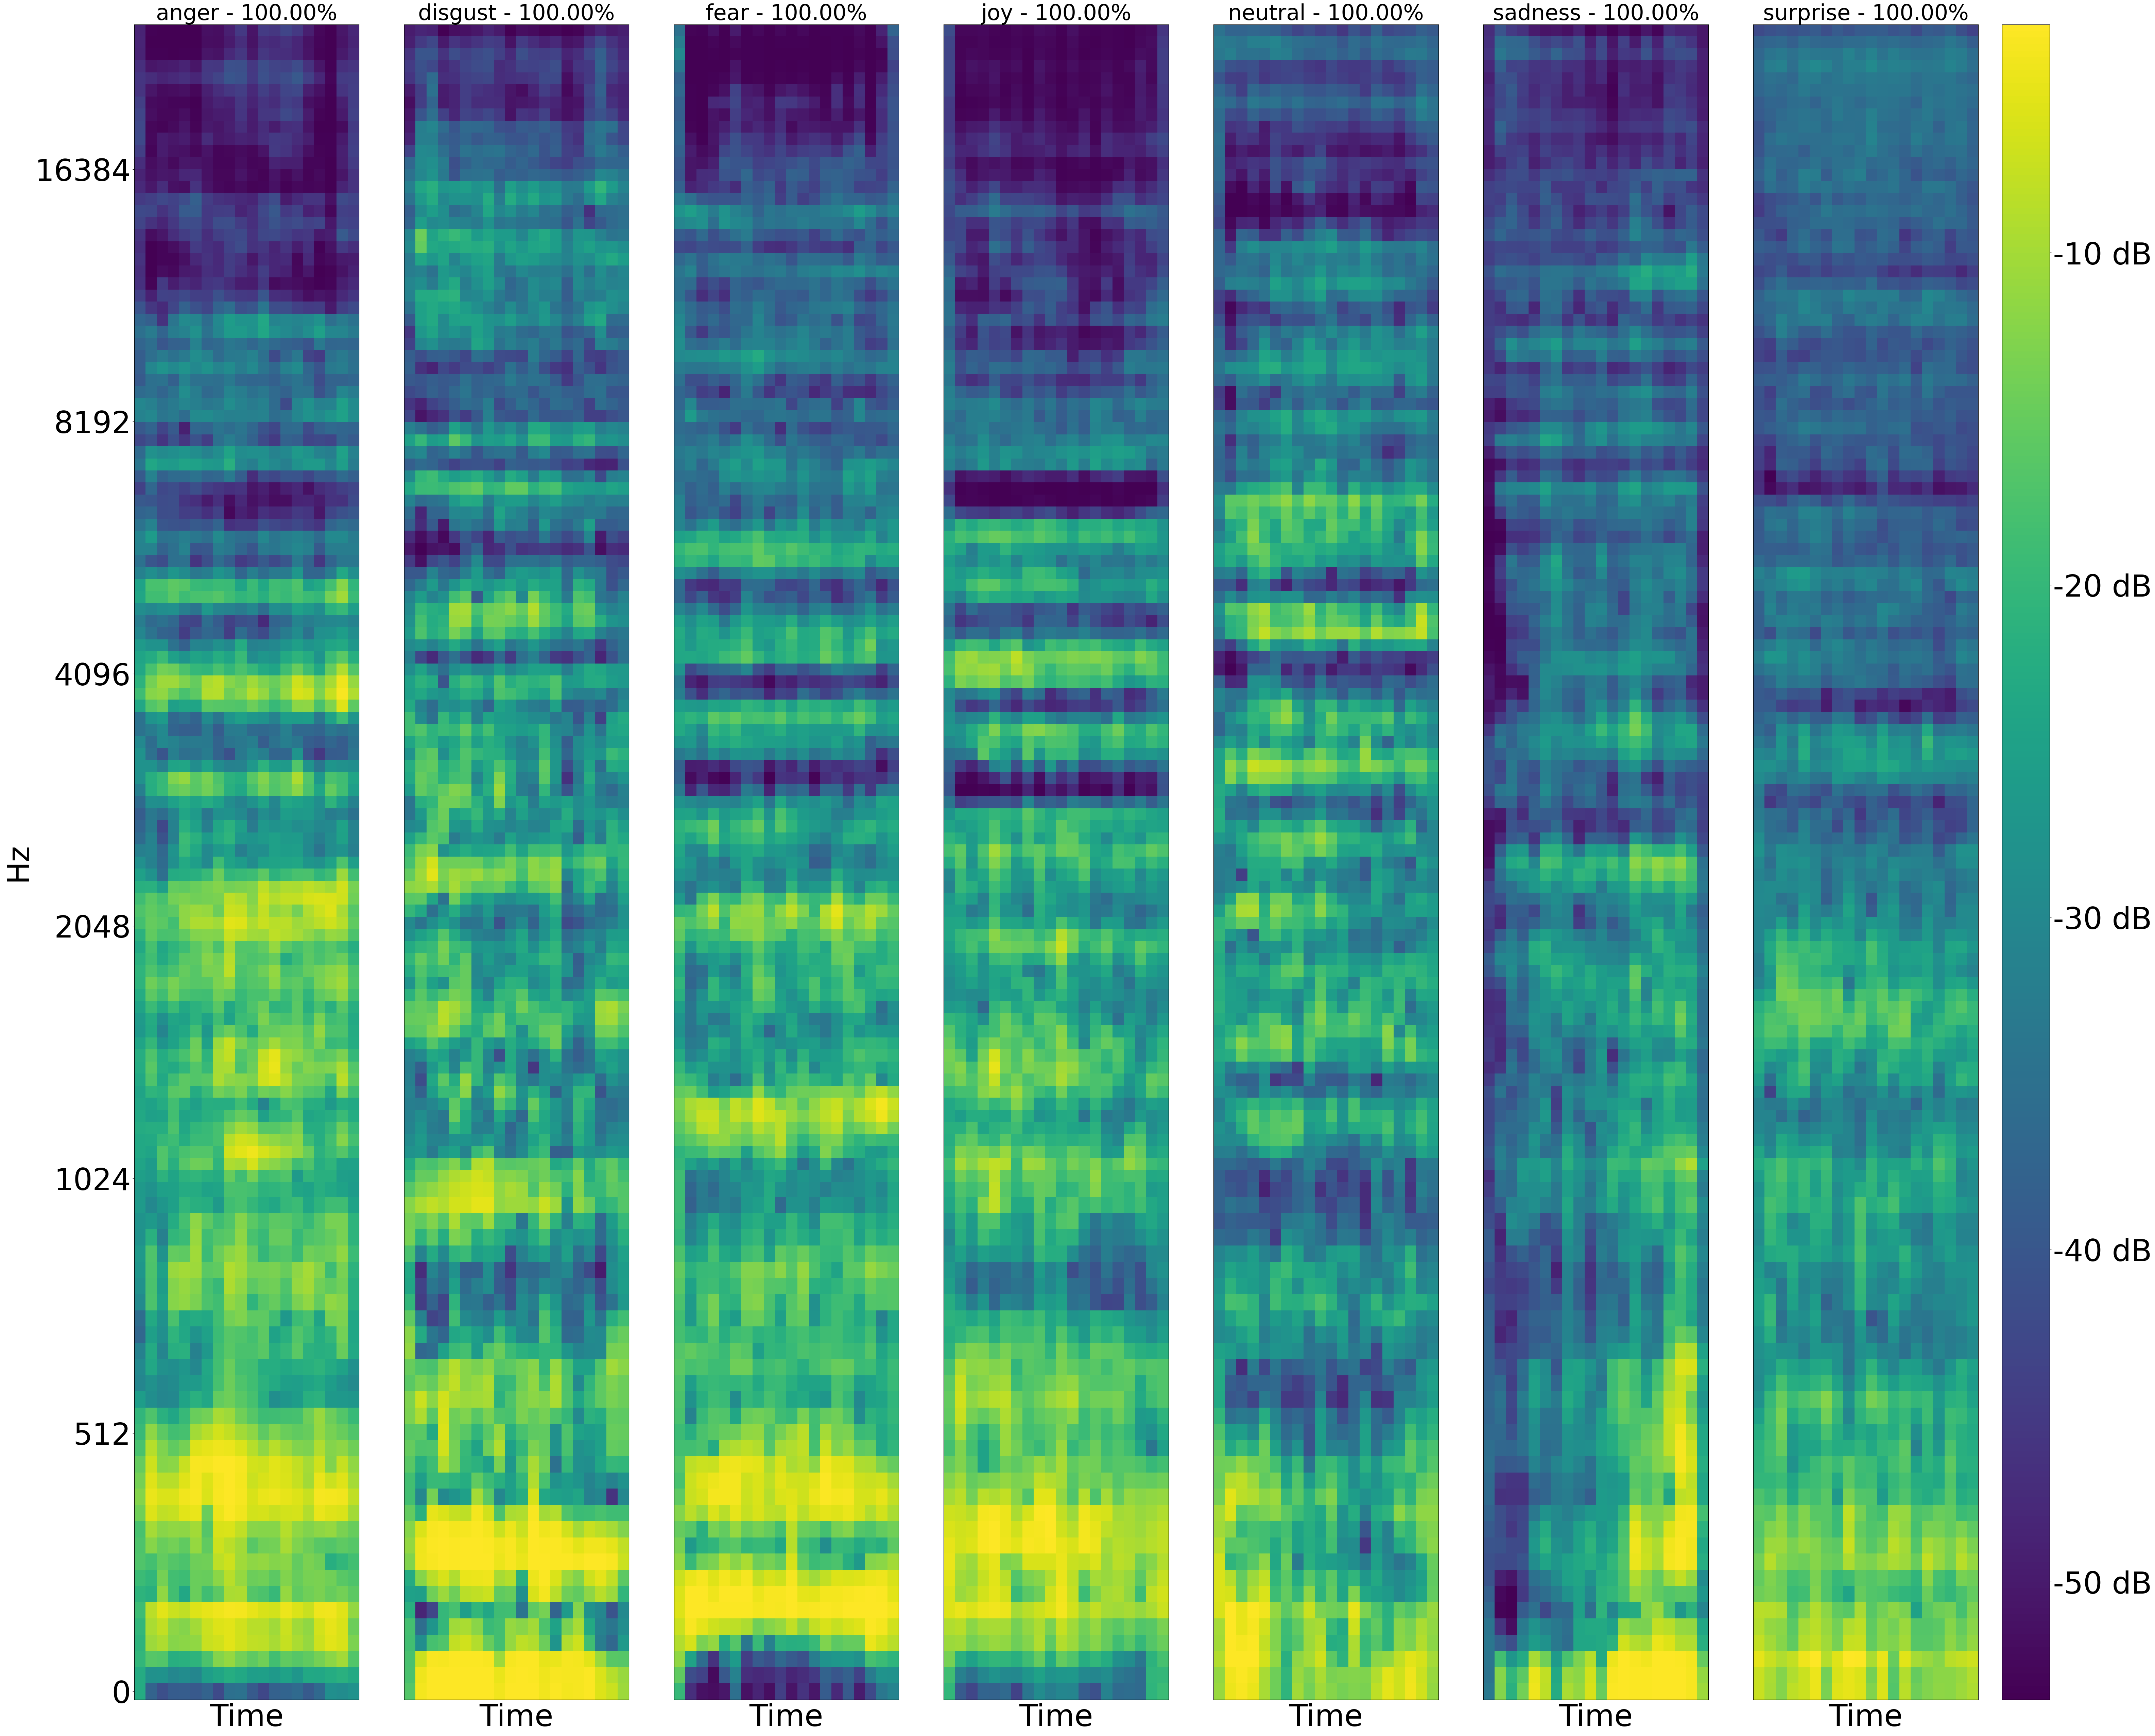 anger - 100.00%
disgust - 100.00%
fear - 100.00%
joy - 100.00%
neutral - 100.00%
sadness - 100.00%
surprise - 100.00%
Hz
16384
8192
4096
2048
1024
512
0
Time
Time
Time
Time
Time
Time
Time
-10 dB
-20 dB
-30 dB
-40 dB
-50 dB